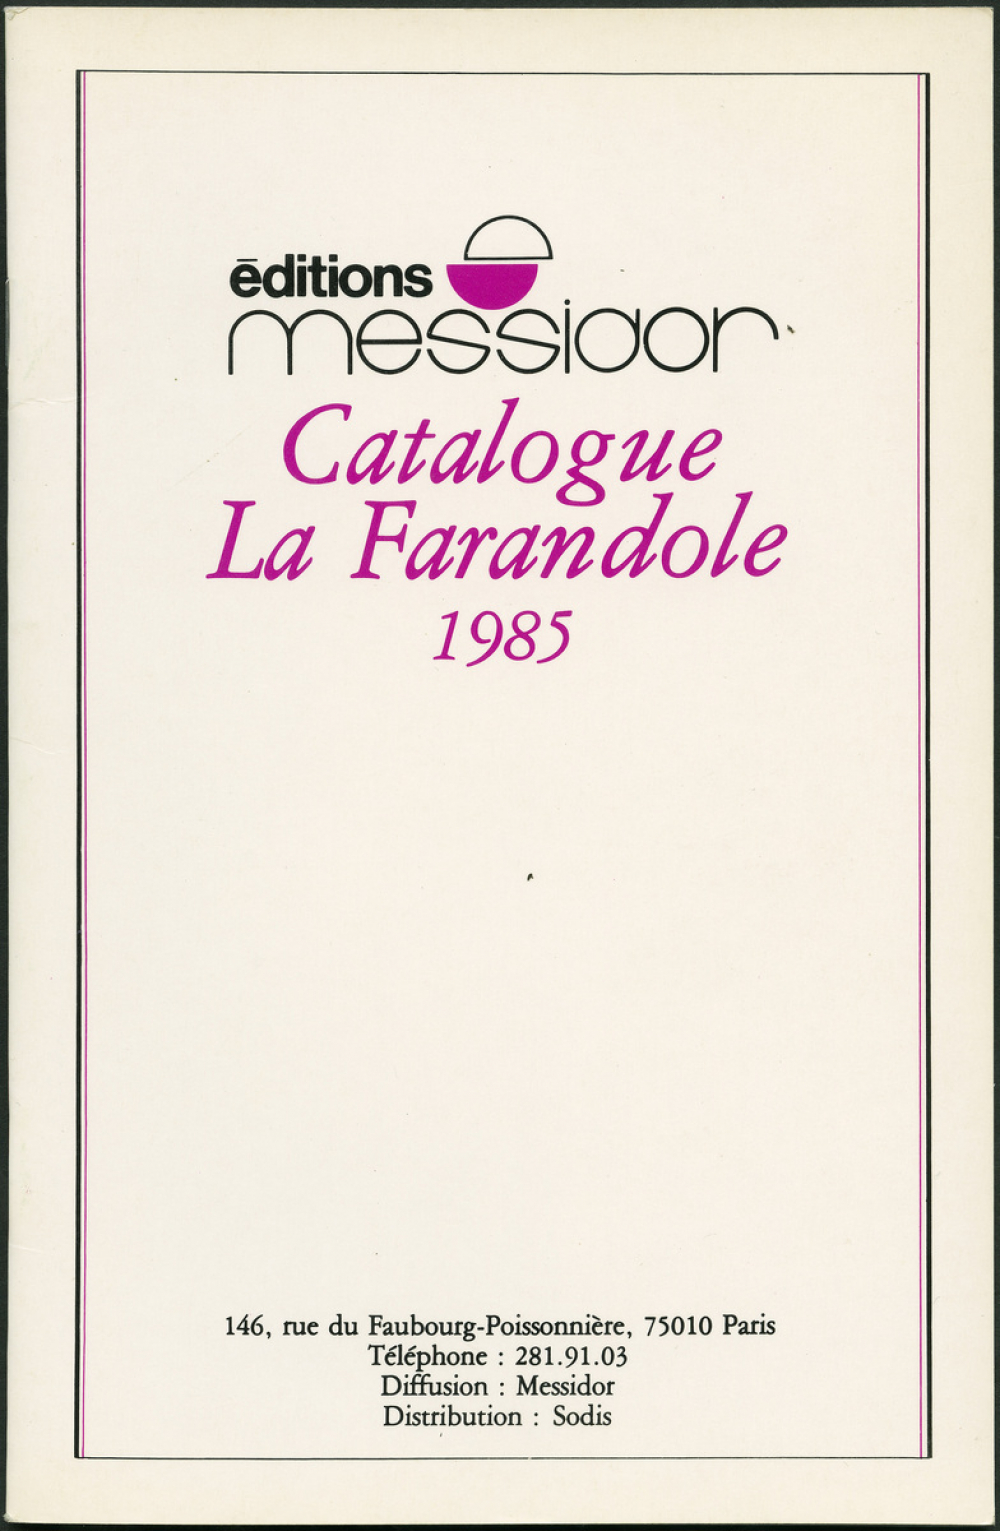 éditions
messidor
Catalogue
La Farandole
1985
146, rue du Faubourg-Poissonnière, 75010 Paris
Téléphone : 281.91.03
Diffusion : Messidor
Distribution : Sodis